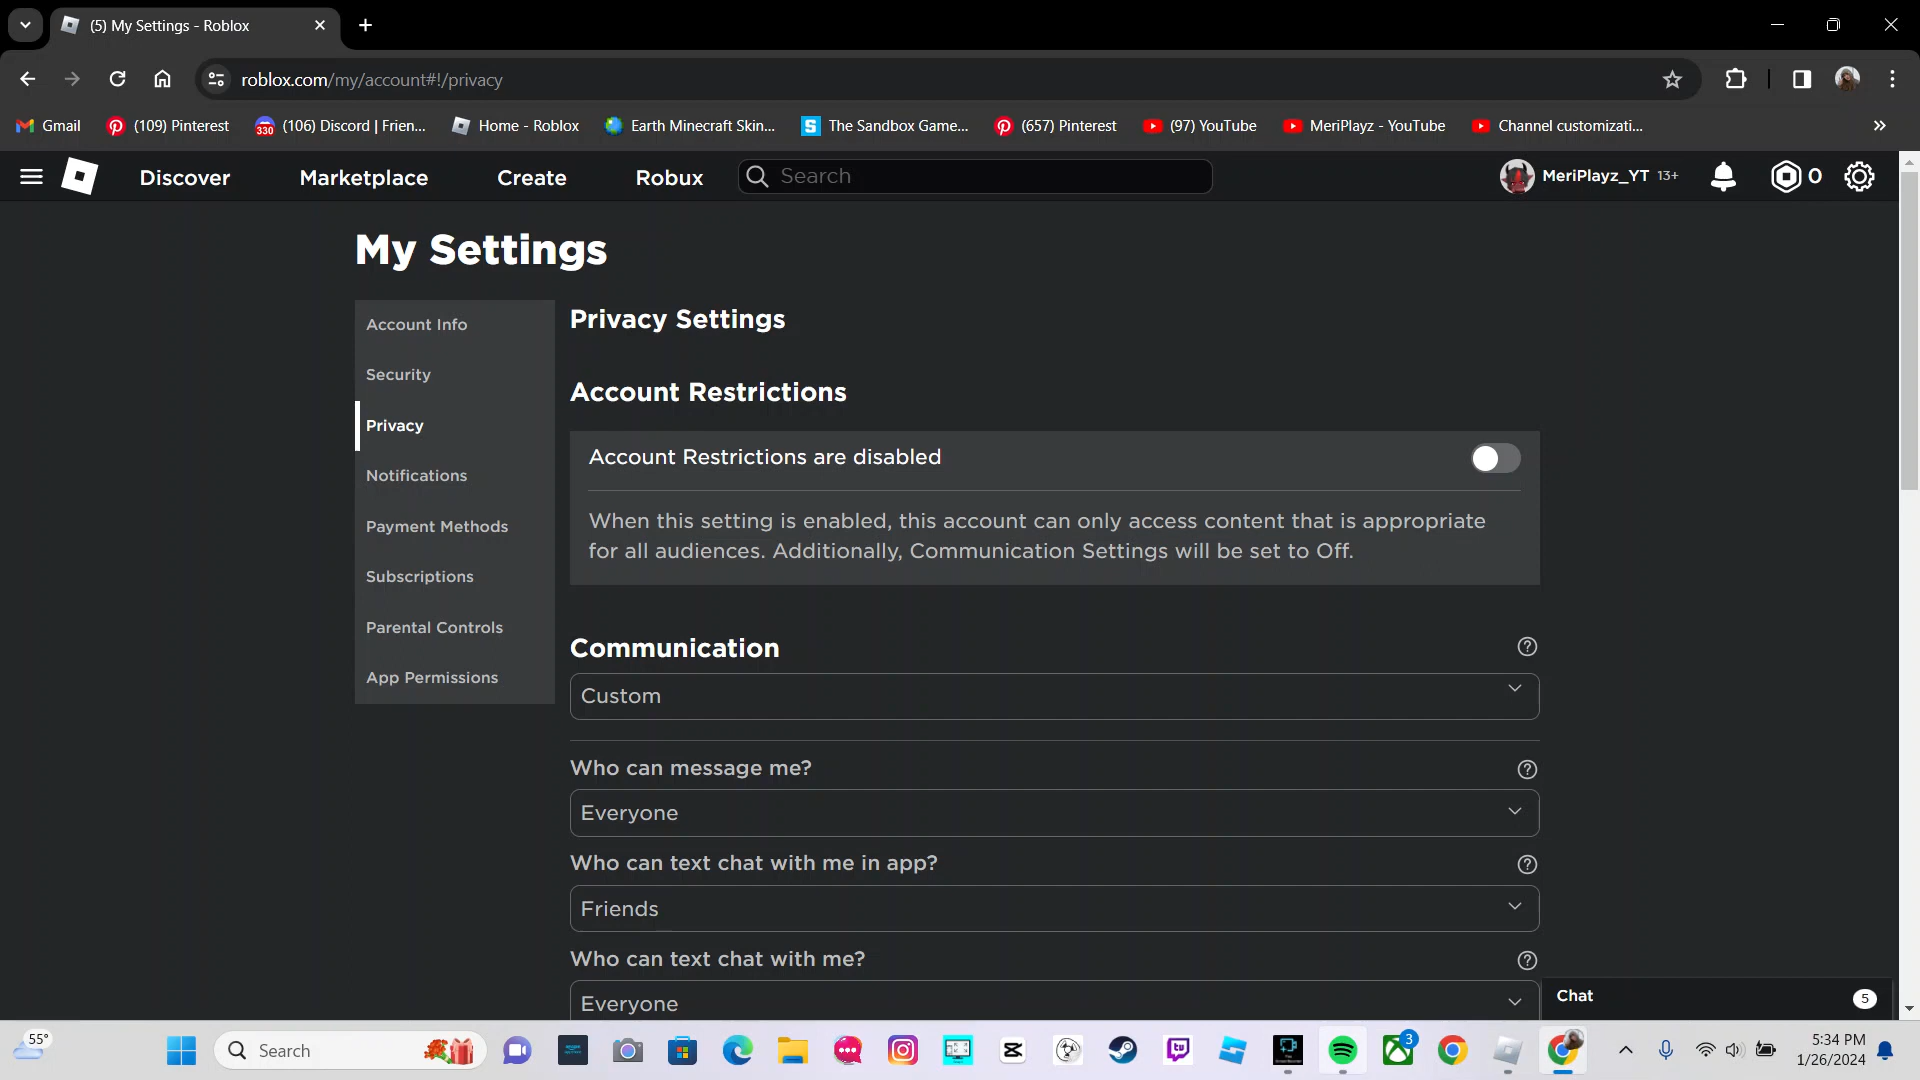 (5) My Settings - Roblox
roblox.com/my/account#!/privacy
Gmail
(109) Pinterest
330
(106) Discord | Frien...
Home - Roblox
Earth Minecraft Skin...
S
The Sandbox Game...
(657) Pinterest
(97) YouTube
MeriPlayz - YouTube
Channel customizati...
Discover
Marketplace
Create
Robux
Search
MeriPlayz_YT 13+
0
My Settings
Account Info
Security
Privacy
Notifications
Payment Methods
Subscriptions
Parental Controls
App Permissions
Privacy Settings
Account Restrictions
Account Restrictions are disabled
When this setting is enabled, this account can only access content that is appropriate
for all audiences. Additionally, Communication Settings will be set to Off.
Communication
Custom
Who can message me?
Everyone
Who can text chat with me in app?
Friends
Who can text chat with me?
Everyone
Chat
5
55°
Search
3
5:34 PM
1/26/2024